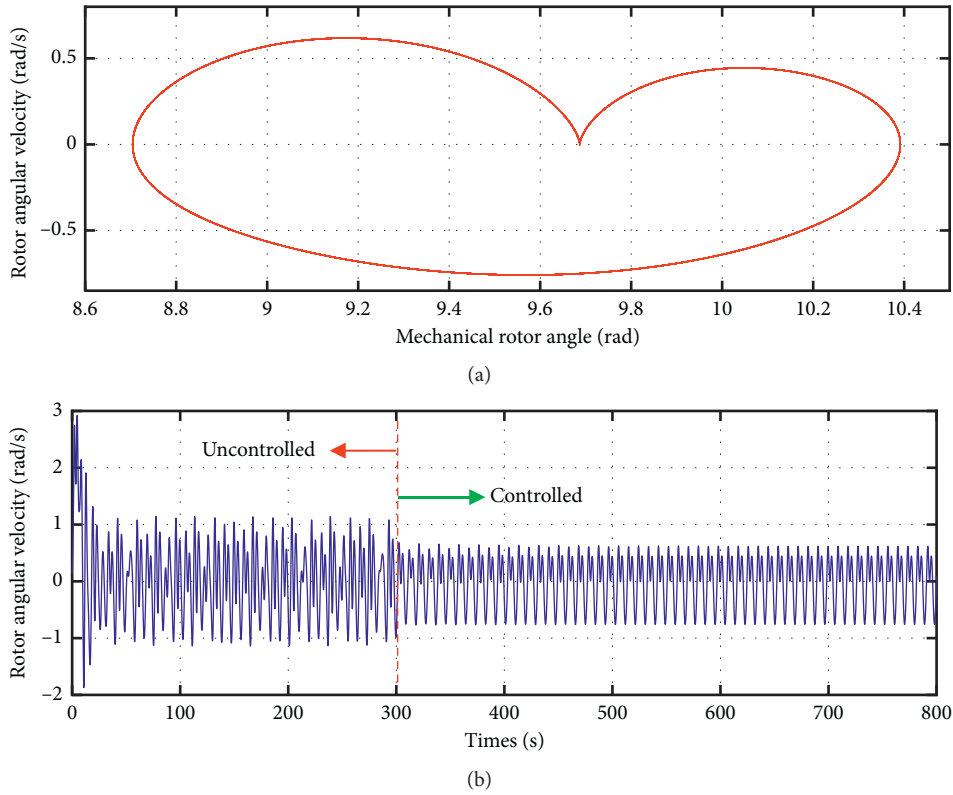 Rotor angular velocity (rad/s)
0.5
0
–0.5
8.6 8.8 9 9.2 9.4 9.6 9.8 10 10.2 10.4
Mechanical rotor angle (rad)
(a)
Rotor angular velocity (rad/s)
3
2
1
0
–1
–2
Uncontrolled
Controlled
0 100 200 300 400 500 600 700 800
Times (s)
(b)